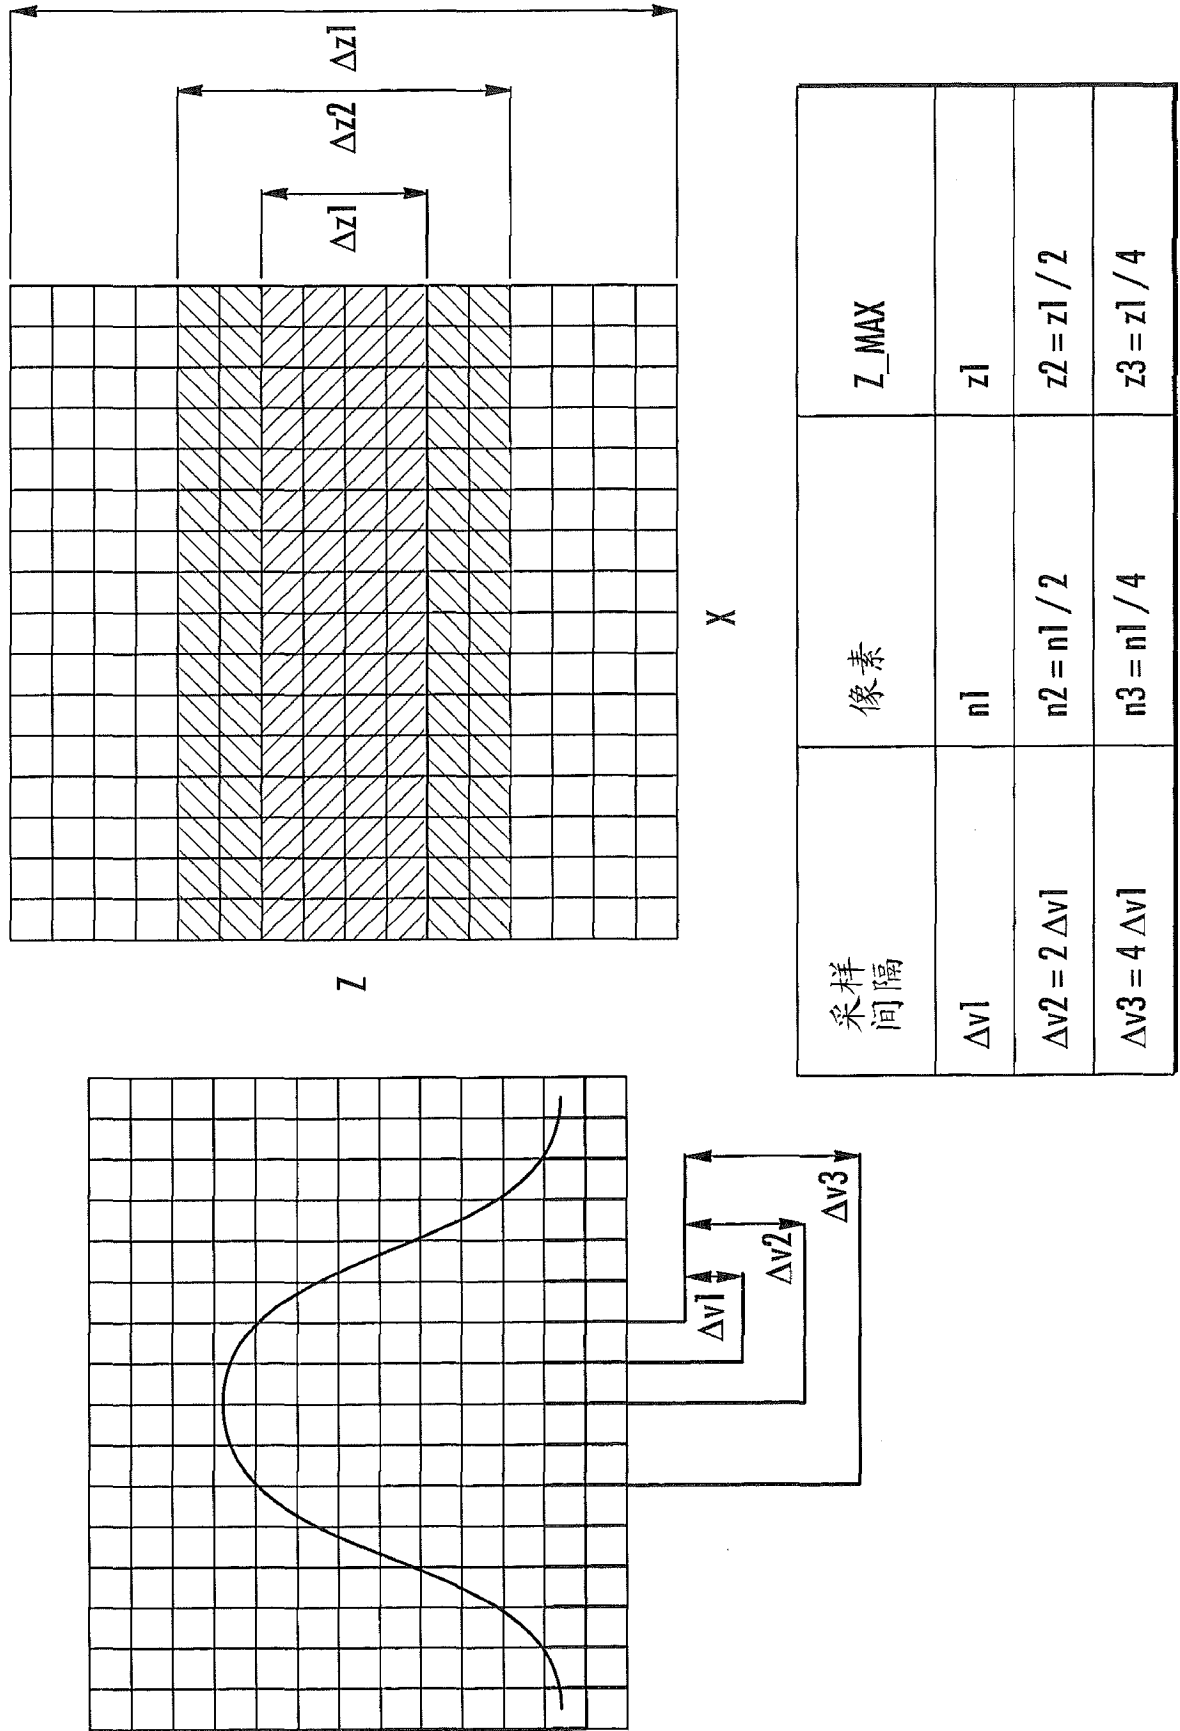 Δz1
Δz2
Δz1
Z
X
Δv1
Δv2
Δv3
采样
间隔
像素
Z_MAX
Δv1
n1
z1
Δv2 = 2 Δv1
n2 = n1 / 2
z2 = z1 / 2
Δv3 = 4 Δv1
n3 = n1 / 4
z3 = z1 / 4